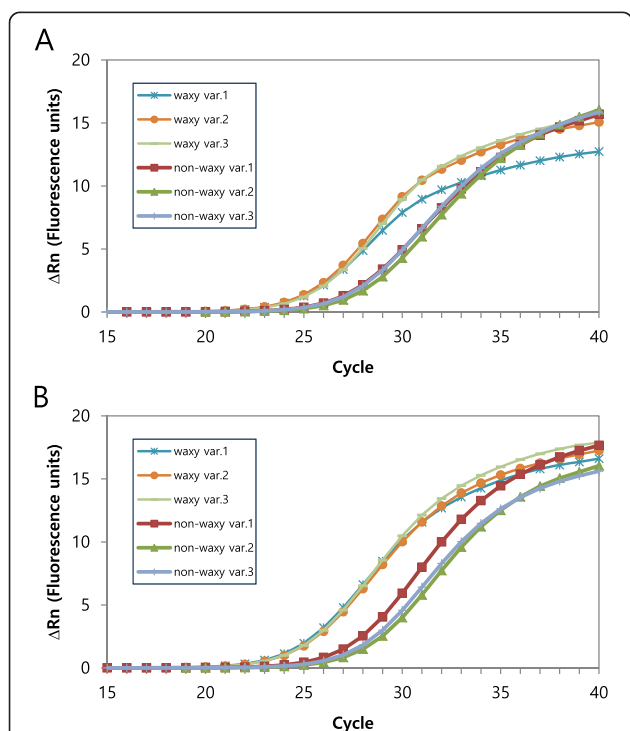 A
20
15
10
5
0
ΔRn (Fluorescence units)
waxy var.1
waxy var.2
waxy var.3
non-waxy var.1
non-waxy var.2
non-waxy var.3
15 20 25 30 35 40
Cycle
B
20
15
10
5
0
ΔRn (Fluorescence units)
waxy var.1
waxy var.2
waxy var.3
non-waxy var.1
non-waxy var.2
non-waxy var.3
15 20 25 30 35 40
Cycle